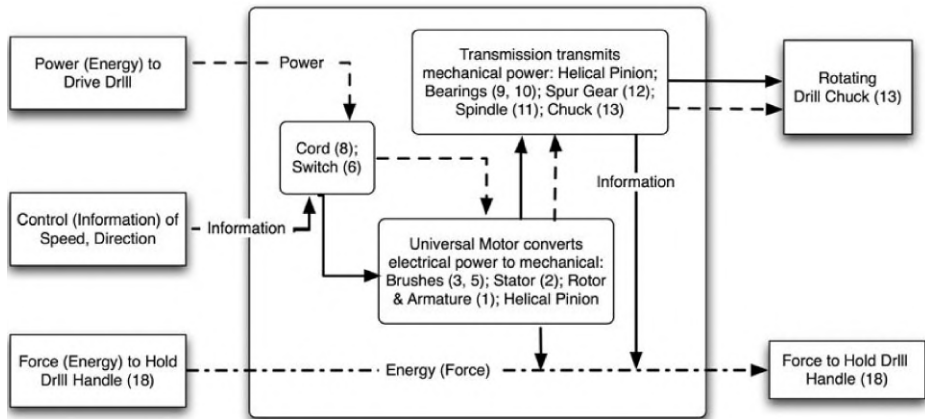 Power (Energy) to
Drive Drill
Power
Transmission transmits
mechanical power: Helical Pinion;
Bearings (9, 10); Spur Gear (12);
Spindle (11); Chuck (13)
Rotating
Drill Chuck (13)
Cord (8);
Switch (6)
Information
Control (Information) of
Speed, Direction
Information
Universal Motor converts
electrical power to mechanical:
Brushes (3, 5); Stator (2); Rotor
& Armature (1); Helical Pinion
Force (Energy) to Hold
Drill Handle (18)
Energy (Force)
Force to Hold Drill
Handle (18)